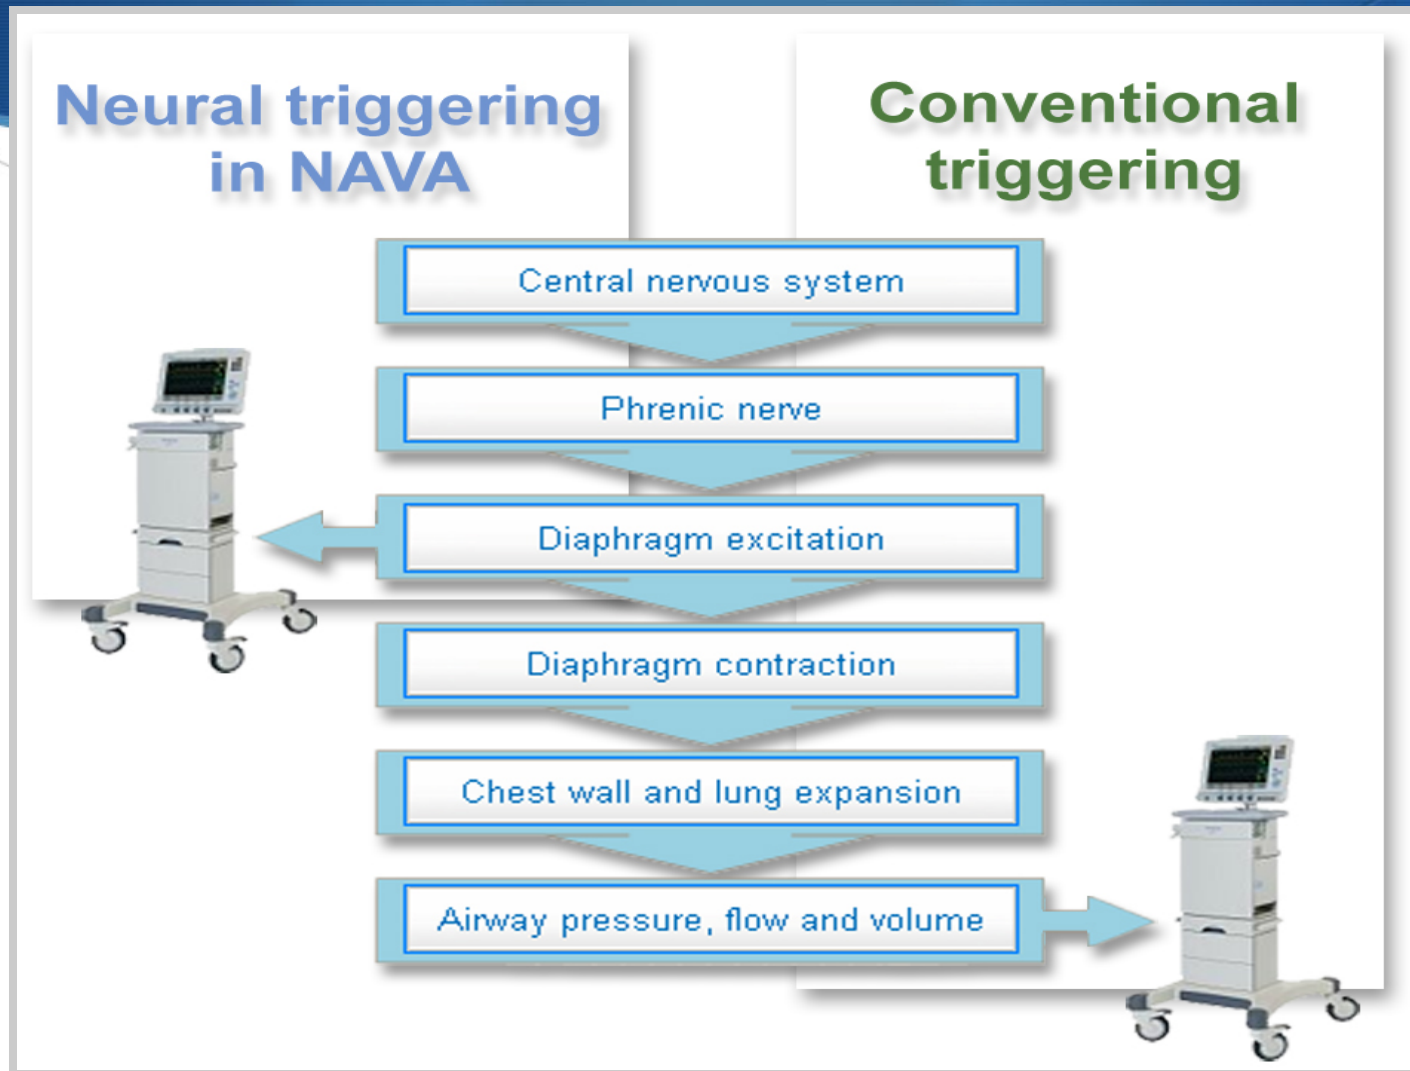 Neural triggering
in NAVA
Conventional
triggering
Central nervous system
Phrenic nerve
Diaphragm excitation
Diaphragm contraction
Chest wall and lung expansion
Airway pressure, flow and volume